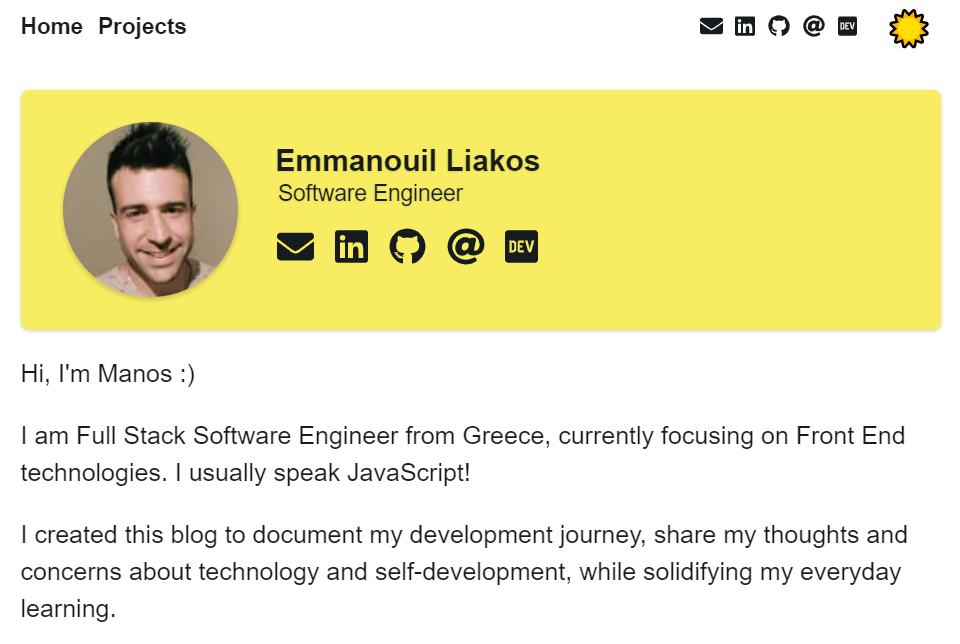 Home Projects
DEV
Emmanouil Liakos
Software Engineer
DEV
Hi, I'm Manos :)
I am Full Stack Software Engineer from Greece, currently focusing on Front End
technologies. I usually speak JavaScript!
I created this blog to document my development journey, share my thoughts and
concerns about technology and self-development, while solidifying my everyday
learning.